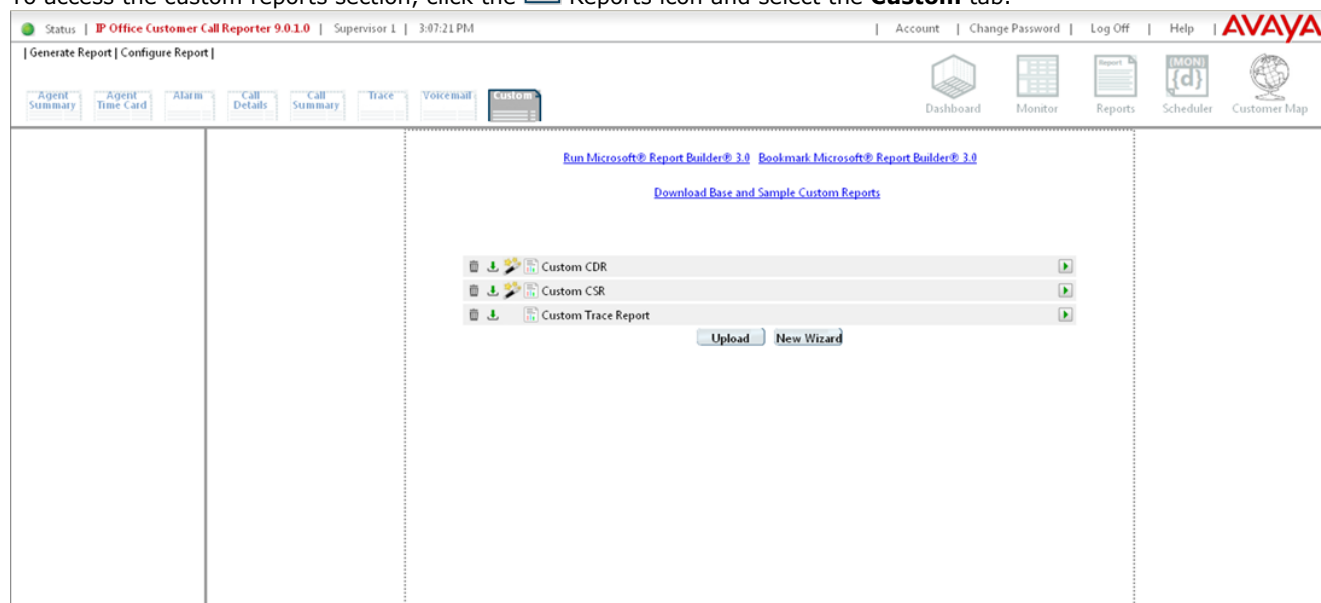 To access the custom reports section, click the Reports icon and select the Custom tab.
Status | IP Office Customer Call Reporter 9.0.1.0 | Supervisor 1 | 3:07:21 PM | Account | Change Password | Log Off | Help | AVAYA
| Generate Report | Configure Report |
Agent Summary
Agent Time Card
Alarm
Call Details
Call Summary
Trace
Voicemail
Custom
Dashboard
Monitor
Report
Reports
(MON)
{d}
Scheduler
Customer Map
Run Microsoft® Report Builder® 3.0 Bookmark Microsoft® Report Builder® 3.0
Download Base and Sample Custom Reports
Custom CDR
Custom CSR
Custom Trace Report
Upload New Wizard